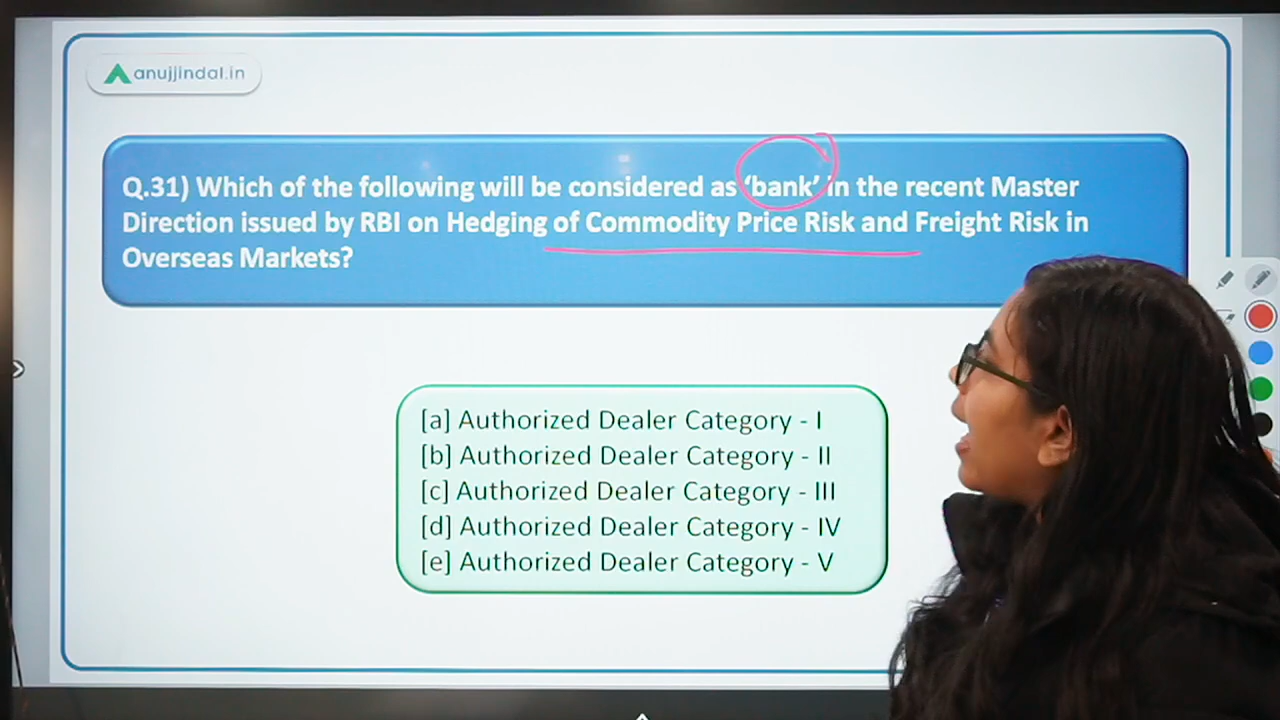 anujjindal.in
Q.31) Which of the following will be considered as ‘bank’ in the recent Master
Direction issued by RBI on Hedging of Commodity Price Risk and Freight Risk in
Overseas Markets?
[a] Authorized Dealer Category - I
[b] Authorized Dealer Category - II
[c] Authorized Dealer Category - III
[d] Authorized Dealer Category - IV
[e] Authorized Dealer Category - V